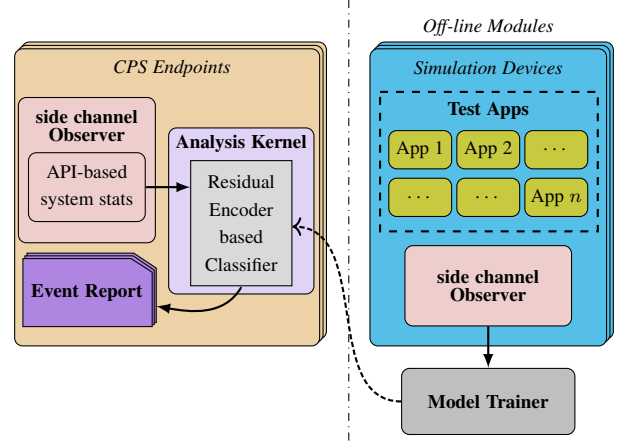 Off-line Modules
CPS Endpoints
side channel
Observer
API-based
system stats
Analysis Kernel
Residual
Encoder
based
Classifier
Event Report
Simulation Devices
Test Apps
App 1
App 2
...
...
...
App n
side channel
Observer
Model Trainer